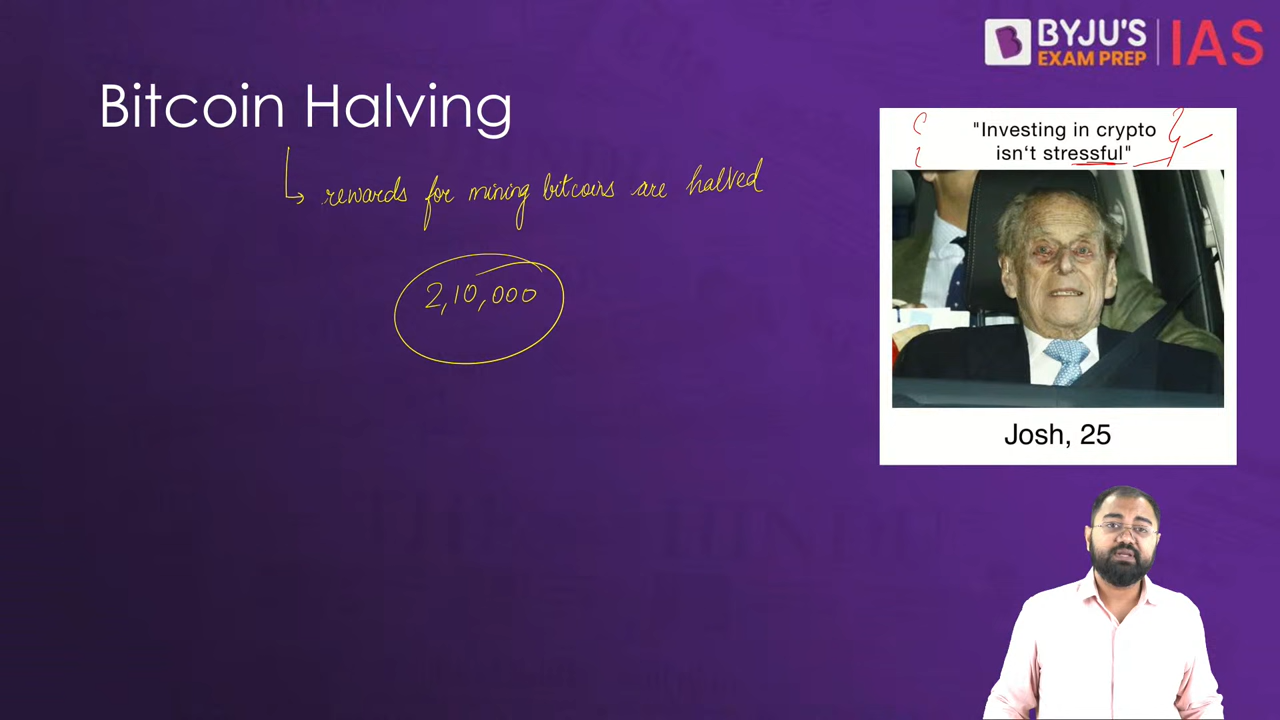 BYJU'S
EXAM PREP
IAS
Bitcoin Halving
rewards for mining bitcoins are halved
2,10,000
"Investing in crypto
isn't stressful"
Josh, 25